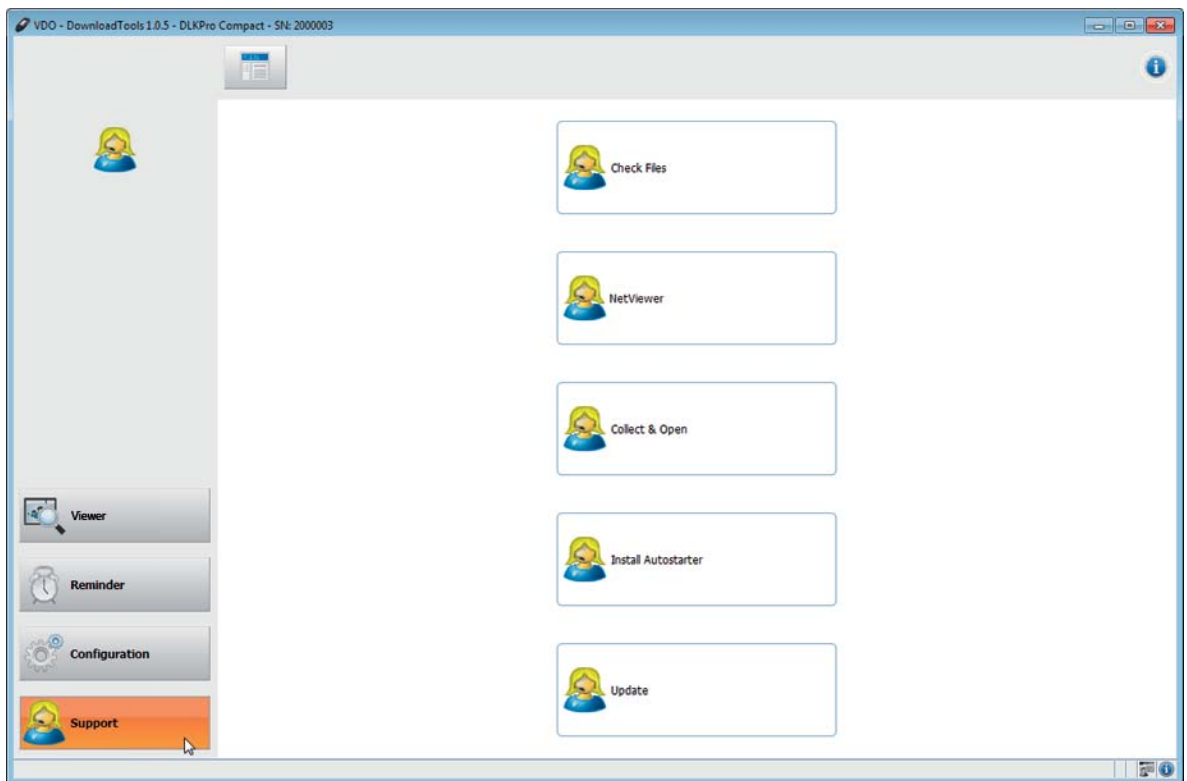 VDO - DownloadTools 1.0.5 - DLKPro Compact - SN: 2000003
Check Files
NetViewer
Collect & Open
Install Autostarter
Update
Viewer
Reminder
Configuration
Support